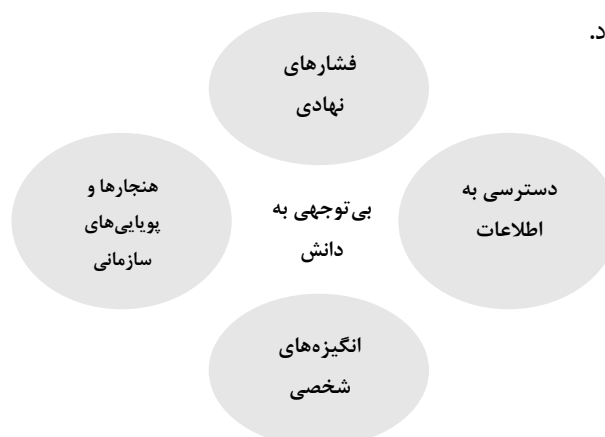 د.
فشارهای
نهادی
دسترسی به
اطلاعات
بی‌توجهی به
دانش
هنجارها و
پویایی‌های
سازمانی
انگیزه‌های
شخصی